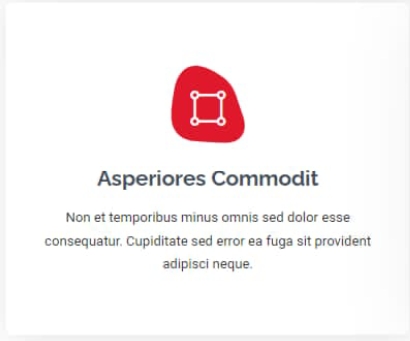 Asperiores Commodit
Non et temporibus minus omnis sed dolor esse
consequatur. Cupiditate sed error ea fuga sit provident
adipisci neque.